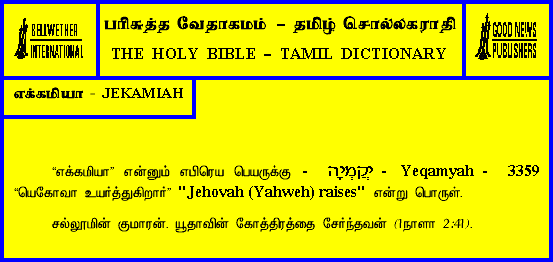 BELLWETHER
INTERNATIONAL
பரிசுத்த வேதாகமம் – தமிழ் சொல்லகராதி
THE HOLY BIBLE – TAMIL DICTIONARY
GOOD NEWS
PUBLISHERS
எக்கமியா - JEKAMIAH
“எக்கமியா” என்னும் எபிரெய பெயருக்கு - יְקַמְיָה - Yeqamyah - 3359
“யெகோவா உயர்த்துகிறார்” "Jehovah (Yahweh) raises" என்று பொருள்.
சல்லூமின் குமாரன். யூதாவின் கோத்திரத்தை சேர்ந்தவன் (1நாளா 2:41).